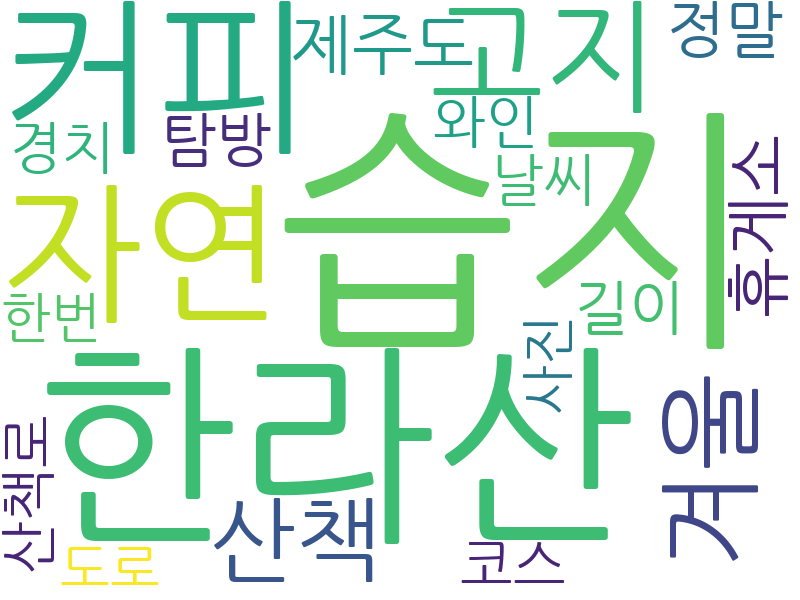 커피
제주도
고지
정말
경치
탐방
와인
날씨
휴게소
자연
습지
한번
길이
사진
한라산
겨울
산책로
산책
도로
코스